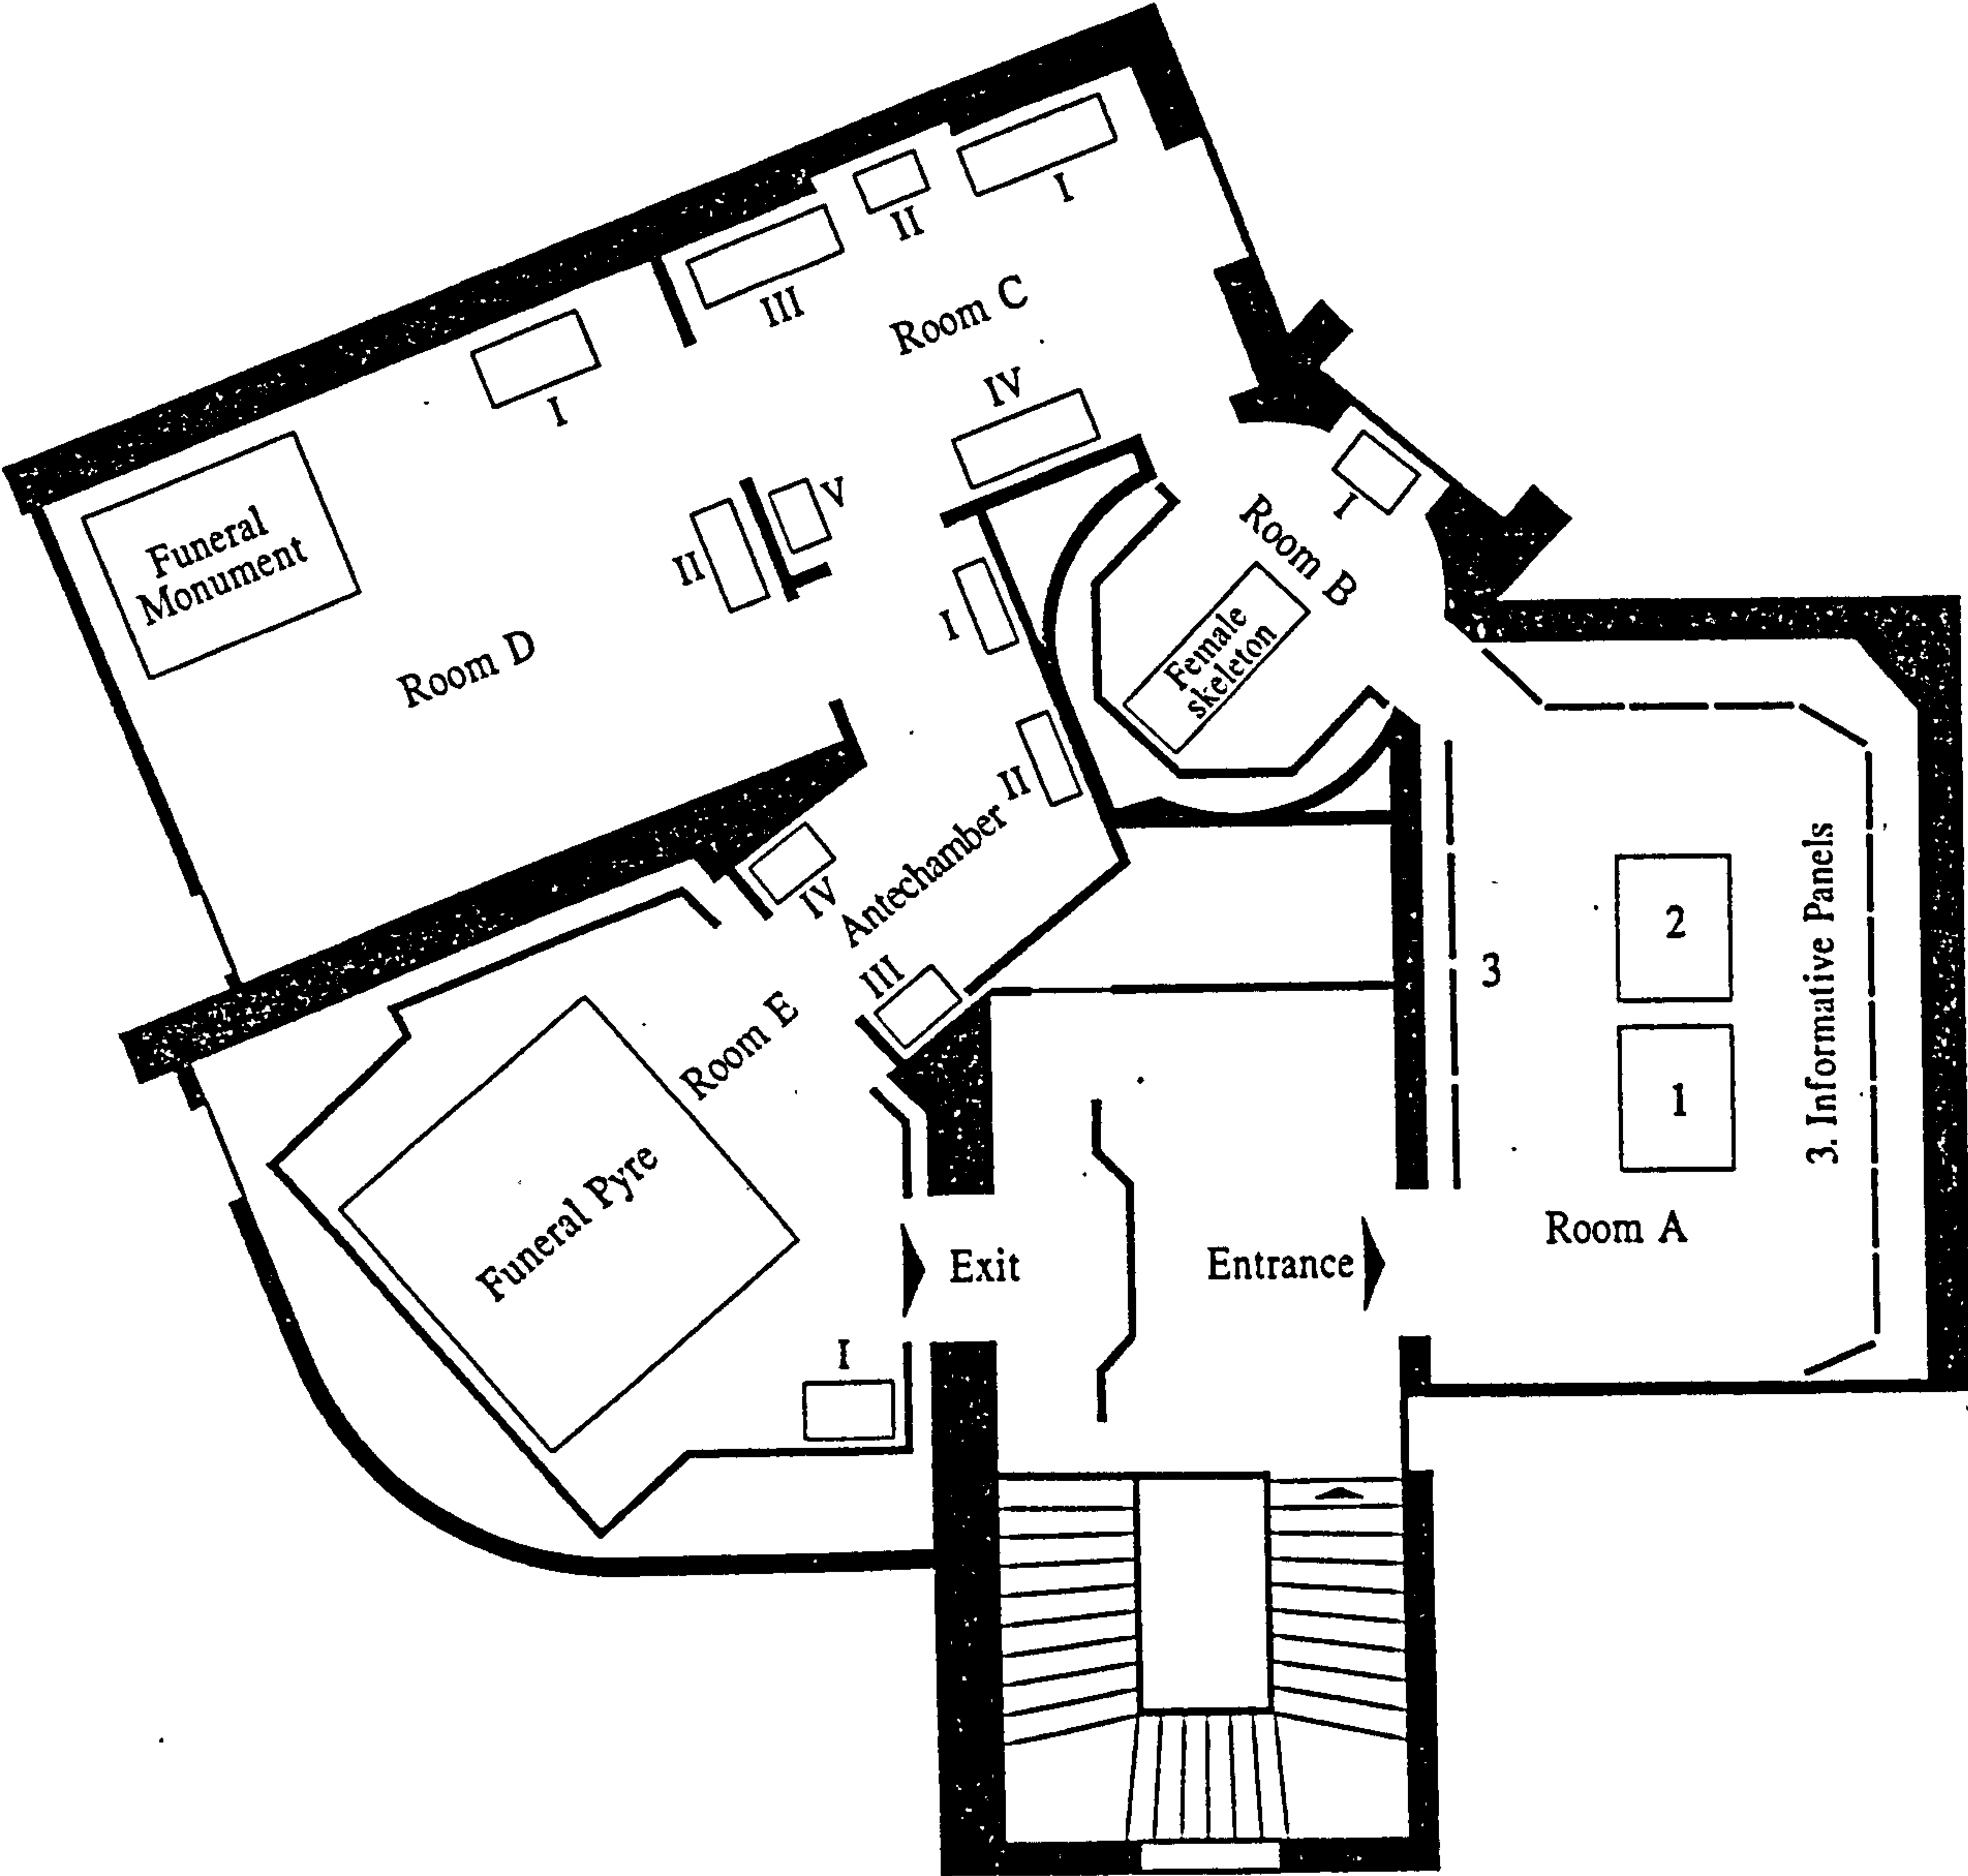 I
II
III
Room C
IV
I
Room B
Female
skeleton
I
V
II
Funeral
Monument
Room D
I
II
Antechamber
IV
III
2
3
3. Informative Panels
1
Room E
Funeral Pyre
Room A
Exit
Entrance
I